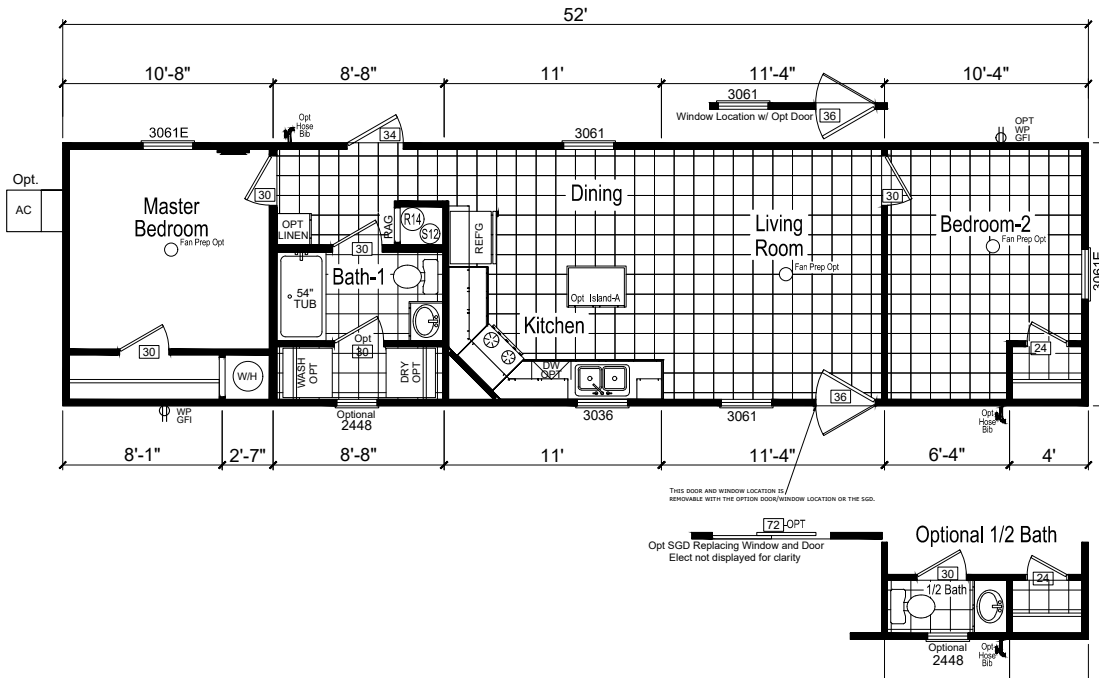 52'
10'-8"
8'-8"
11'
11'-4"
10'-4"
3061
36
Window Location w/ Opt Door
Opt
Hose
Bib
3061E
34
3061
OPT
WP
GFI
Opt.
AC
30
Master
Bedroom
Fan Prep Opt
OPT
LINEN
RAG
R14
S12
REF'G
30
Dining
Living
Room
Fan Prep Opt
30
Bedroom-2
Fan Prep Opt
3061E
54"
TUB
Bath-1
Opt Island-A
Kitchen
30
Opt
30
WASH
OPT
DRY
OPT
W/H
DW
OPT
24
36
WP
GFI
Optional
2448
3036
3061
Opt
Hose
Bib
8'-1"
2'-7"
8'-8"
11'
11'-4"
6'-4"
4'
THIS DOOR AND WINDOW LOCATION IS
REMOVABLE WITH THE OPTION DOOR/WINDOW LOCATION OR THE SGD.
72-OPT
Opt SGD Replacing Window and Door
Elect not displayed for clarity
Optional 1/2 Bath
30
24
1/2 Bath
Optional
2448
Opt
Hose
Bib